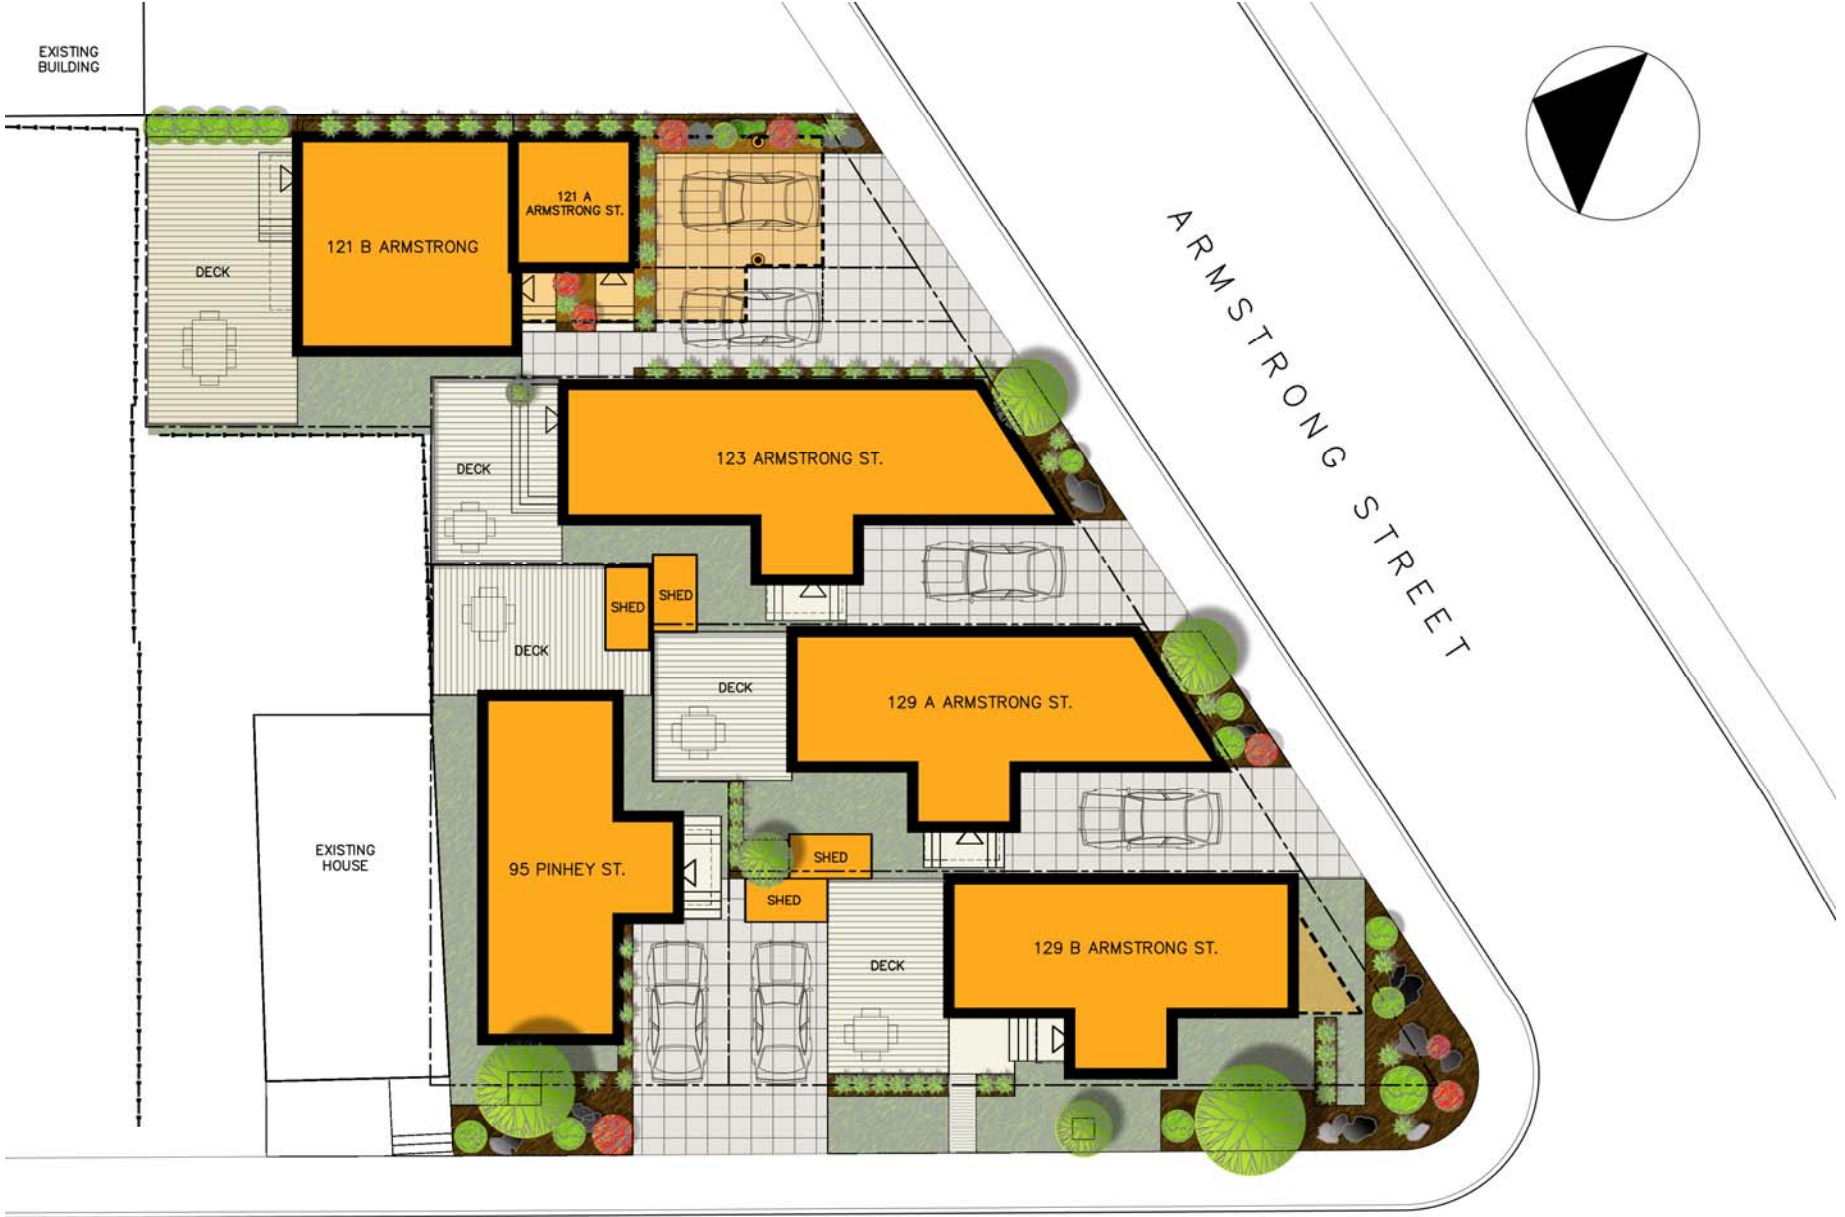 EXISTING
BUILDING
121 A
ARMSTRONG ST.
121 B ARMSTRONG
DECK
ARMSTRONG STREET
123 ARMSTRONG ST.
DECK
SHED
SHED
DECK
DECK
129 A ARMSTRONG ST.
EXISTING
HOUSE
95 PINHEY ST.
SHED
SHED
DECK
129 B ARMSTRONG ST.